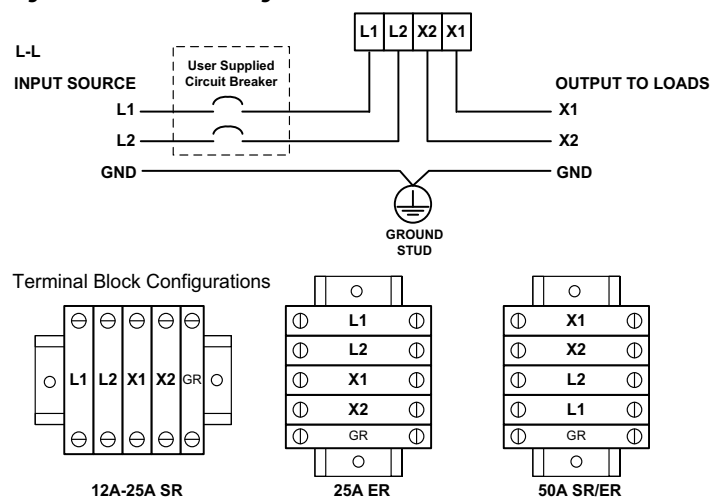 L1 L2 X2 X1
L-L
User Supplied
Circuit Breaker
INPUT SOURCE
OUTPUT TO LOADS
L1
X1
L2
X2
GND
GND
GROUND
STUD
Terminal Block Configurations
L1 L2 X1 X2 GR
12A-25A SR
L1
L2
X1
X2
GR
25A ER
X1
X2
L2
L1
GR
50A SR/ER